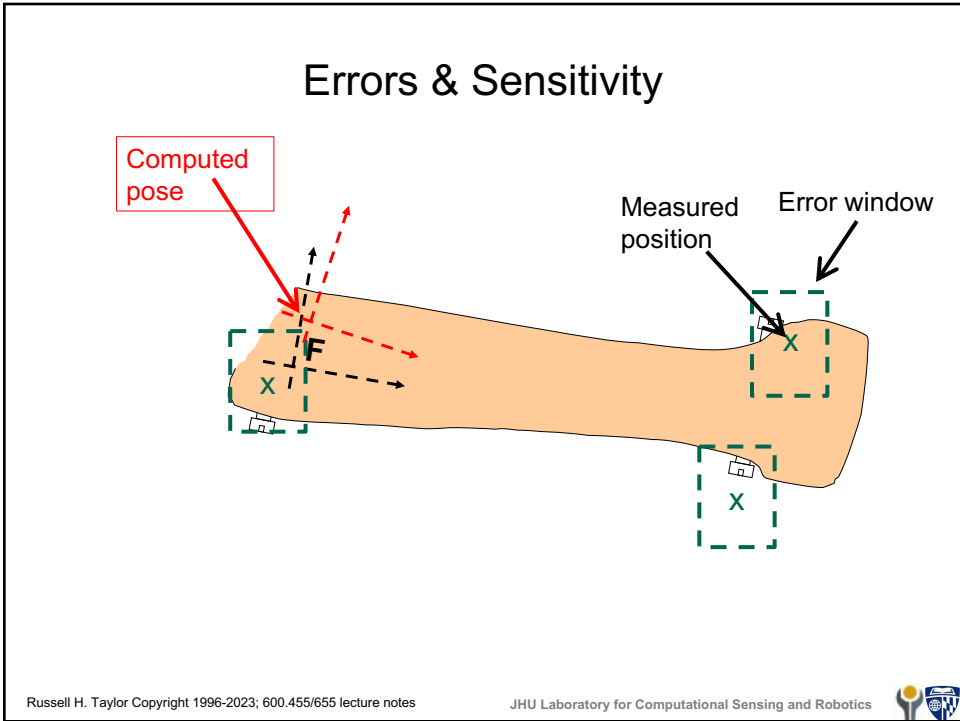 Errors & Sensitivity
Computed
pose
Measured
position
Error window
F
x
x
x
Russell H. Taylor Copyright 1996-2023; 600.455/655 lecture notes
JHU Laboratory for Computational Sensing and Robotics